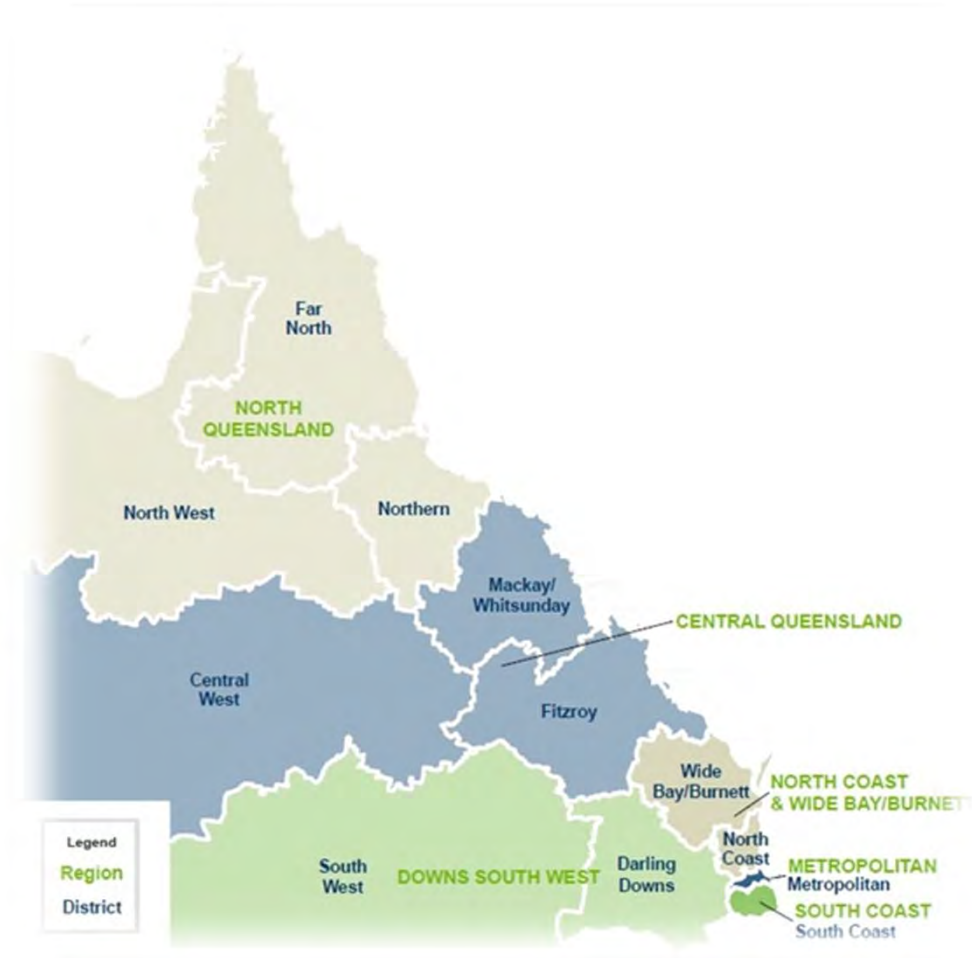 Far
North
NORTH
QUEENSLAND
North West
Northern
Mackay/
Whitsunday
CENTRAL QUEENSLAND
Central
West
Fitzroy
Wide
Bay/Burnett
NORTH COAST
& WIDE BAY/BURNETT
North
Coast
South
West
DOWNS SOUTH WEST
Darling
Downs
METROPOLITAN
Metropolitan
SOUTH COAST
South Coast
Legend
Region
District